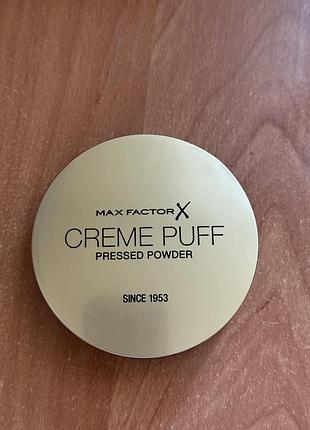 MAX FACTOR X
CREME PUFF
PRESSED POWDER
SINCE 1953